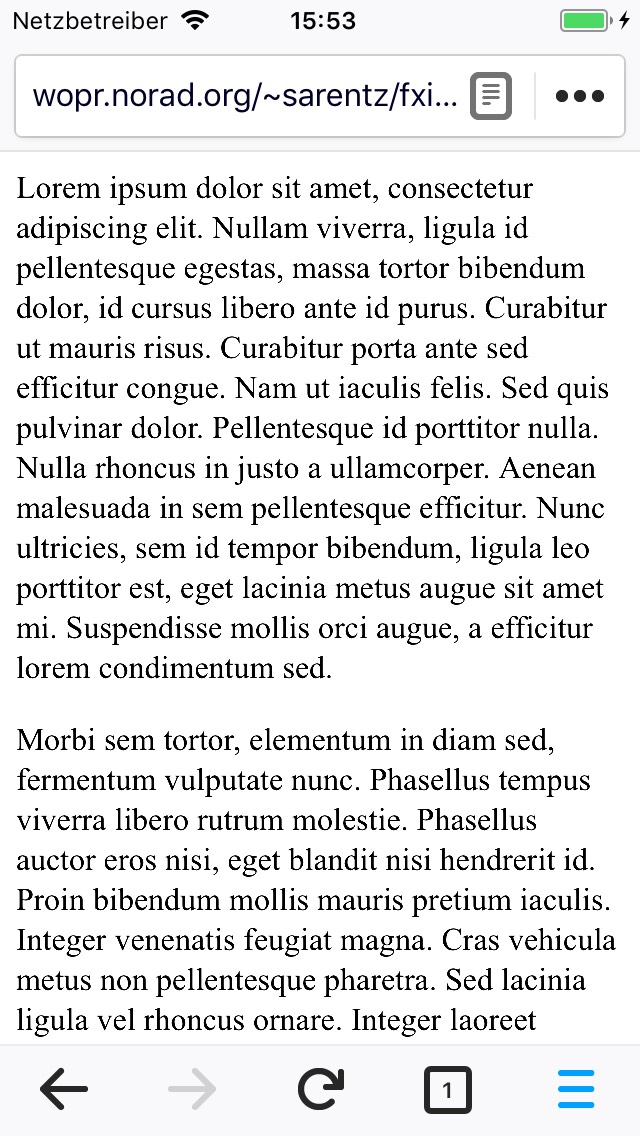 Netzbetreiber 15:53
wopr.norad.org/~sarentz/fxi...
Lorem ipsum dolor sit amet, consectetur
adipiscing elit. Nullam viverra, ligula id
pellentesque egestas, massa tortor bibendum
dolor, id cursus libero ante id purus. Curabitur
ut mauris risus. Curabitur porta ante sed
efficitur congue. Nam ut iaculis felis. Sed quis
pulvinar dolor. Pellentesque id porttitor nulla.
Nulla rhoncus in justo a ullamcorper. Aenean
malesuada in sem pellentesque efficitur. Nunc
ultricies, sem id tempor bibendum, ligula leo
porttitor est, eget lacinia metus augue sit amet
mi. Suspendisse mollis orci augue, a efficitur
lorem condimentum sed.
Morbi sem tortor, elementum in diam sed,
fermentum vulputate nunc. Phasellus tempus
viverra libero rutrum molestie. Phasellus
auctor eros nisi, eget blandit nisi hendrerit id.
Proin bibendum mollis mauris pretium iaculis.
Integer venenatis feugiat magna. Cras vehicula
metus non pellentesque pharetra. Sed lacinia
ligula vel rhoncus ornare. Integer laoreet
1